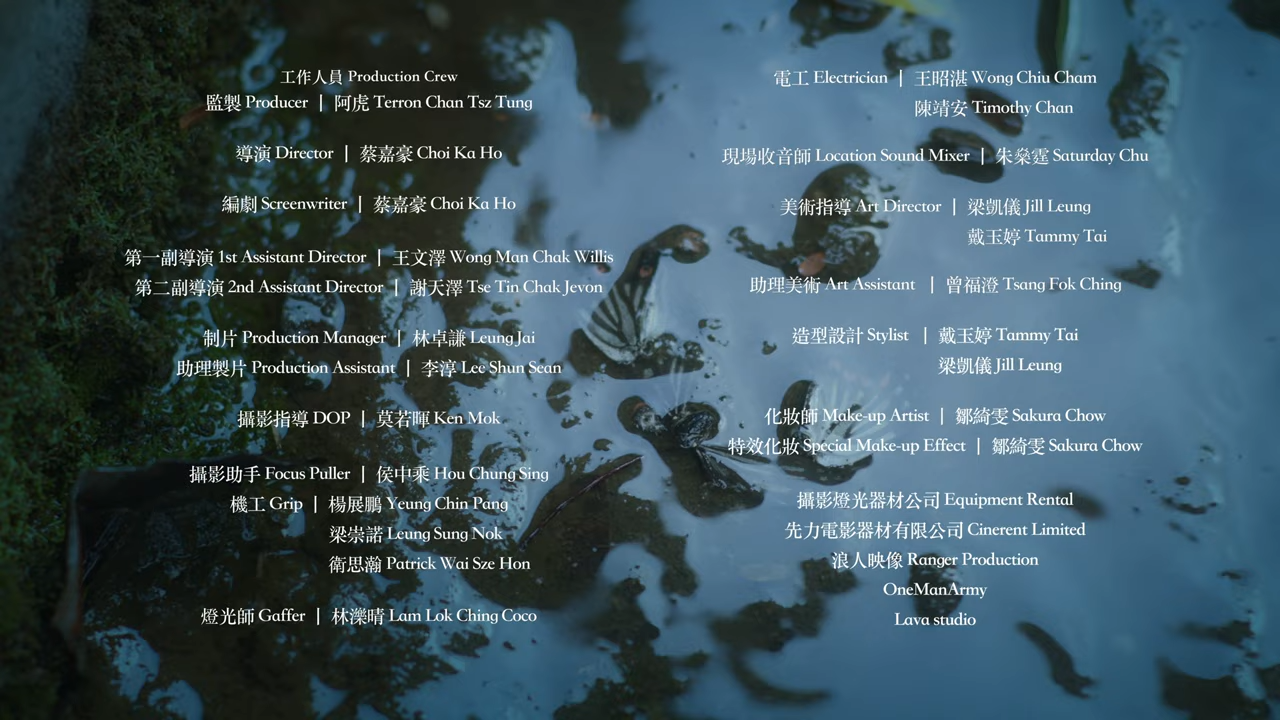 工作人員 Production Crew
監製 Producer | 阿虎 Terron Chan Tsz Tung
導演 Director | 蔡嘉豪 Choi Ka Ho
編劇 Screenwriter | 蔡嘉豪 Choi Ka Ho
第一副導演 1st Assistant Director | 王文澤 Wong Man Chak Willis
第二副導演 2nd Assistant Director | 謝天澤 Tse Tin Chak Jevon
制片 Production Manager | 林卓謙 Leung Jai
助理製片 Production Assistant | 李淳 Lee Shun Sean
攝影指導 DOP | 莫若暉 Ken Mok
攝影助手 Focus Puller | 侯中乘 Hou Chung Sing
機工 Grip | 楊展鵬 Yeung Chin Pang
梁崇諾 Leung Sung Nok
衛思瀚 Patrick Wai Sze Hon
燈光師 Gaffer | 林濼晴 Lam Lok Ching Coco
電工 Electrician | 王昭湛 Wong Chiu Cham
陳靖安 Timothy Chan
現場收音師 Location Sound Mixer | 朱燊霆 Saturday Chu
美術指導 Art Director | 梁凱儀 Jill Leung
戴玉婷 Tammy Tai
助理美術 Art Assistant | 曾福澄 Tsang Fok Ching
造型設計 Stylist | 戴玉婷 Tammy Tai
梁凱儀 Jill Leung
化妝師 Make-up Artist | 鄒綺雯 Sakura Chow
特效化妝 Special Make-up Effect | 鄒綺雯 Sakura Chow
攝影燈光器材公司 Equipment Rental
先力電影器材有限公司 Cinerent Limited
浪人映像 Ranger Production
OneManArmy
Lava studio